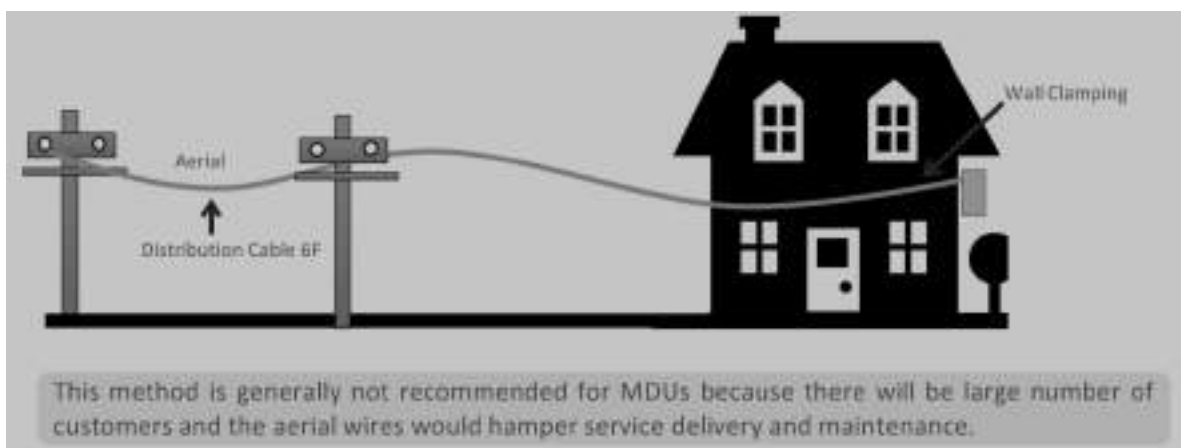 Wall Clamping
Aerial
Distribution Cable 6F
This method is generally not recommended for MDUs because there will be large number of
customers and the aerial wires would hamper service delivery and maintenance.